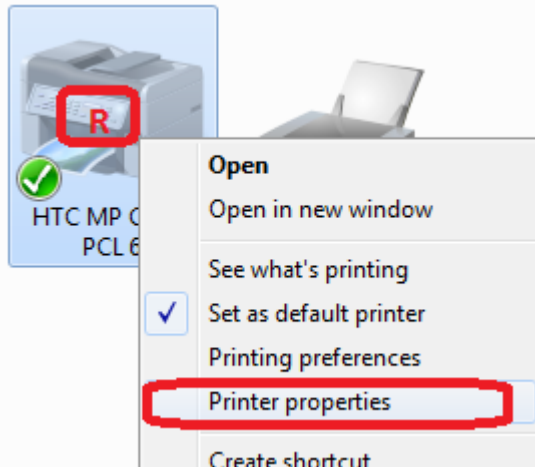 R
HTC MP
PCL 6
Open
Open in new window
See what's printing
Set as default printer
Printing preferences
Printer properties
Create shortcut